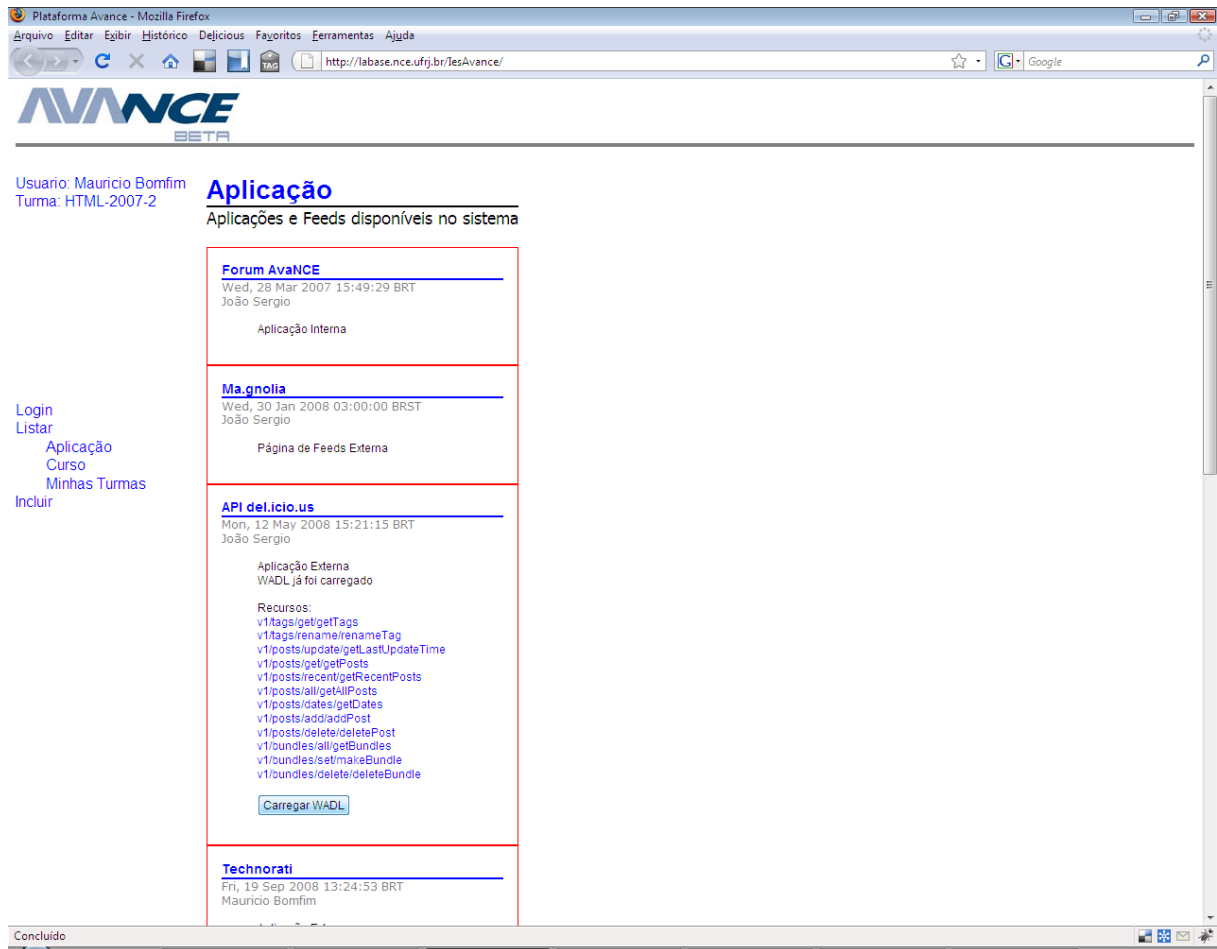 Plataforma Avance - Mozilla Firefox
Arquivo Editar Exibir Histórico Delicious Favoritos Ferramentas Ajuda
TAG http://labase.nce.ufrj.br/IesAvance/ G Google
AVANCE
BETA
Usuario: Mauricio Bomfim
Turma: HTML-2007-2
Login
Listar
Aplicação
Curso
Minhas Turmas
Incluir
Aplicação
Aplicações e Feeds disponíveis no sistema
Forum AvaNCE
Wed, 28 Mar 2007 15:49:29 BRT
João Sergio
Aplicação Interna
Ma.gnolia
Wed, 30 Jan 2008 03:00:00 BRST
João Sergio
Página de Feeds Externa
API del.icio.us
Mon, 12 May 2008 15:21:15 BRT
João Sergio
Aplicação Externa
WADL já foi carregado
Recursos:
v1/tags/get/getTags
v1/tags/rename/renameTag
v1/posts/update/getLastUpdateTime
v1/posts/get/getPosts
v1/posts/recent/getRecentPosts
v1/posts/all/getAllPosts
v1/posts/dates/getDates
v1/posts/add/addPost
v1/posts/delete/deletePost
v1/bundles/all/getBundles
v1/bundles/set/makeBundle
v1/bundles/delete/deleteBundle
Carregar WADL
Technorati
Fri, 19 Sep 2008 13:24:53 BRT
Mauricio Bomfim
Concluído